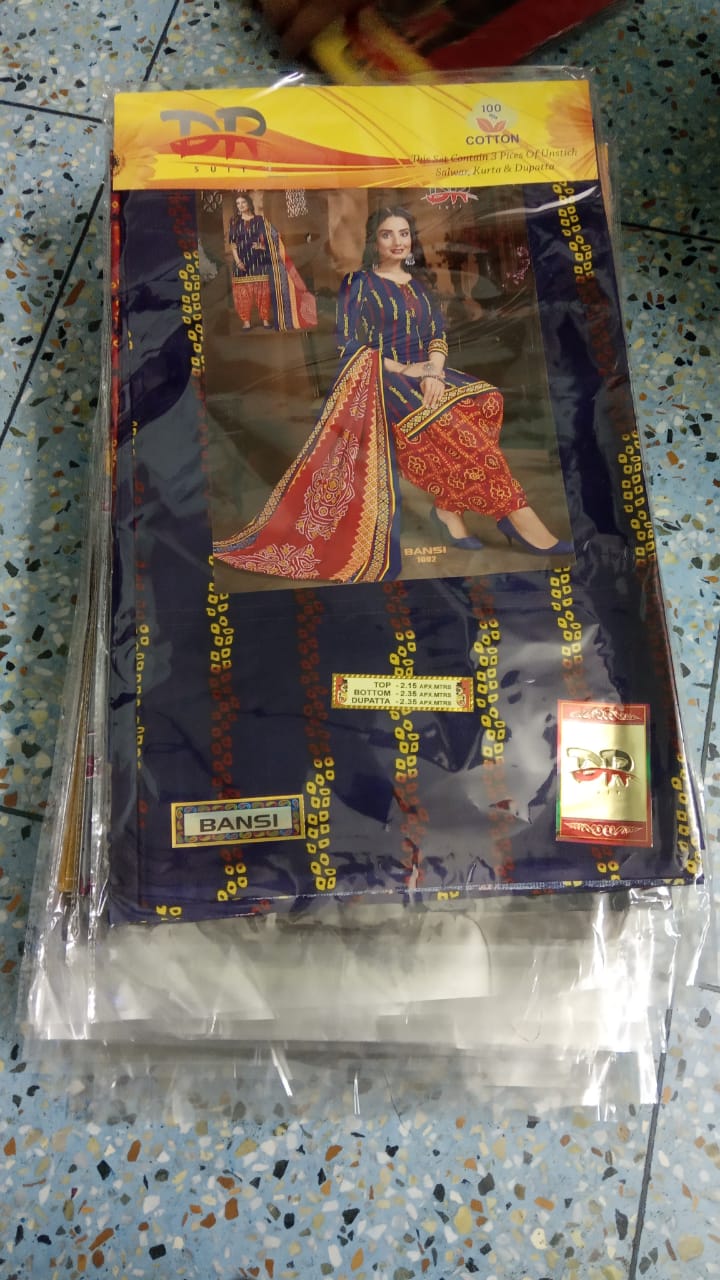 DR
SUITS
100
%
COTTON
This Set Contain 3 Pices Of Unstich
Salwar, Kurta & Dupatta
DR
BANSI
1002
TOP - 2.15 APX.MTRS
BOTTOM - 2.35 APX.MTRS
DUPATTA - 2.35 APX.MTRS
BANSI
DR